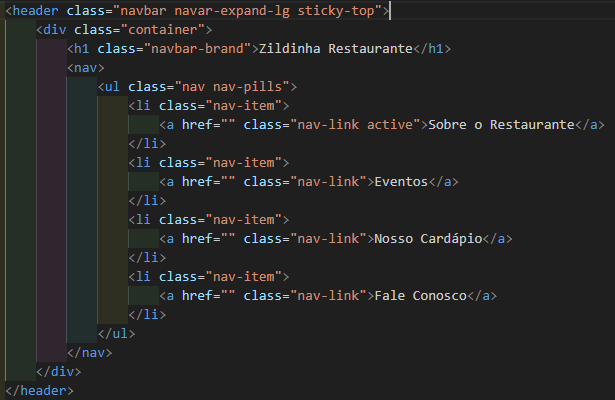 <header class="navbar navar-expand-lg sticky-top">
<div class="container">
<h1 class="navbar-brand">Zildinha Restaurante</h1>
<nav>
<ul class="nav nav-pills">
<li class="nav-item">
<a href="" class="nav-link active">Sobre o Restaurante</a>
</li>
<li class="nav-item">
<a href="" class="nav-link">Eventos</a>
</li>
<li class="nav-item">
<a href="" class="nav-link">Nosso Cardápio</a>
</li>
<li class="nav-item">
<a href="" class="nav-link">Fale Conosco</a>
</li>
</ul>
</nav>
</div>
</header>